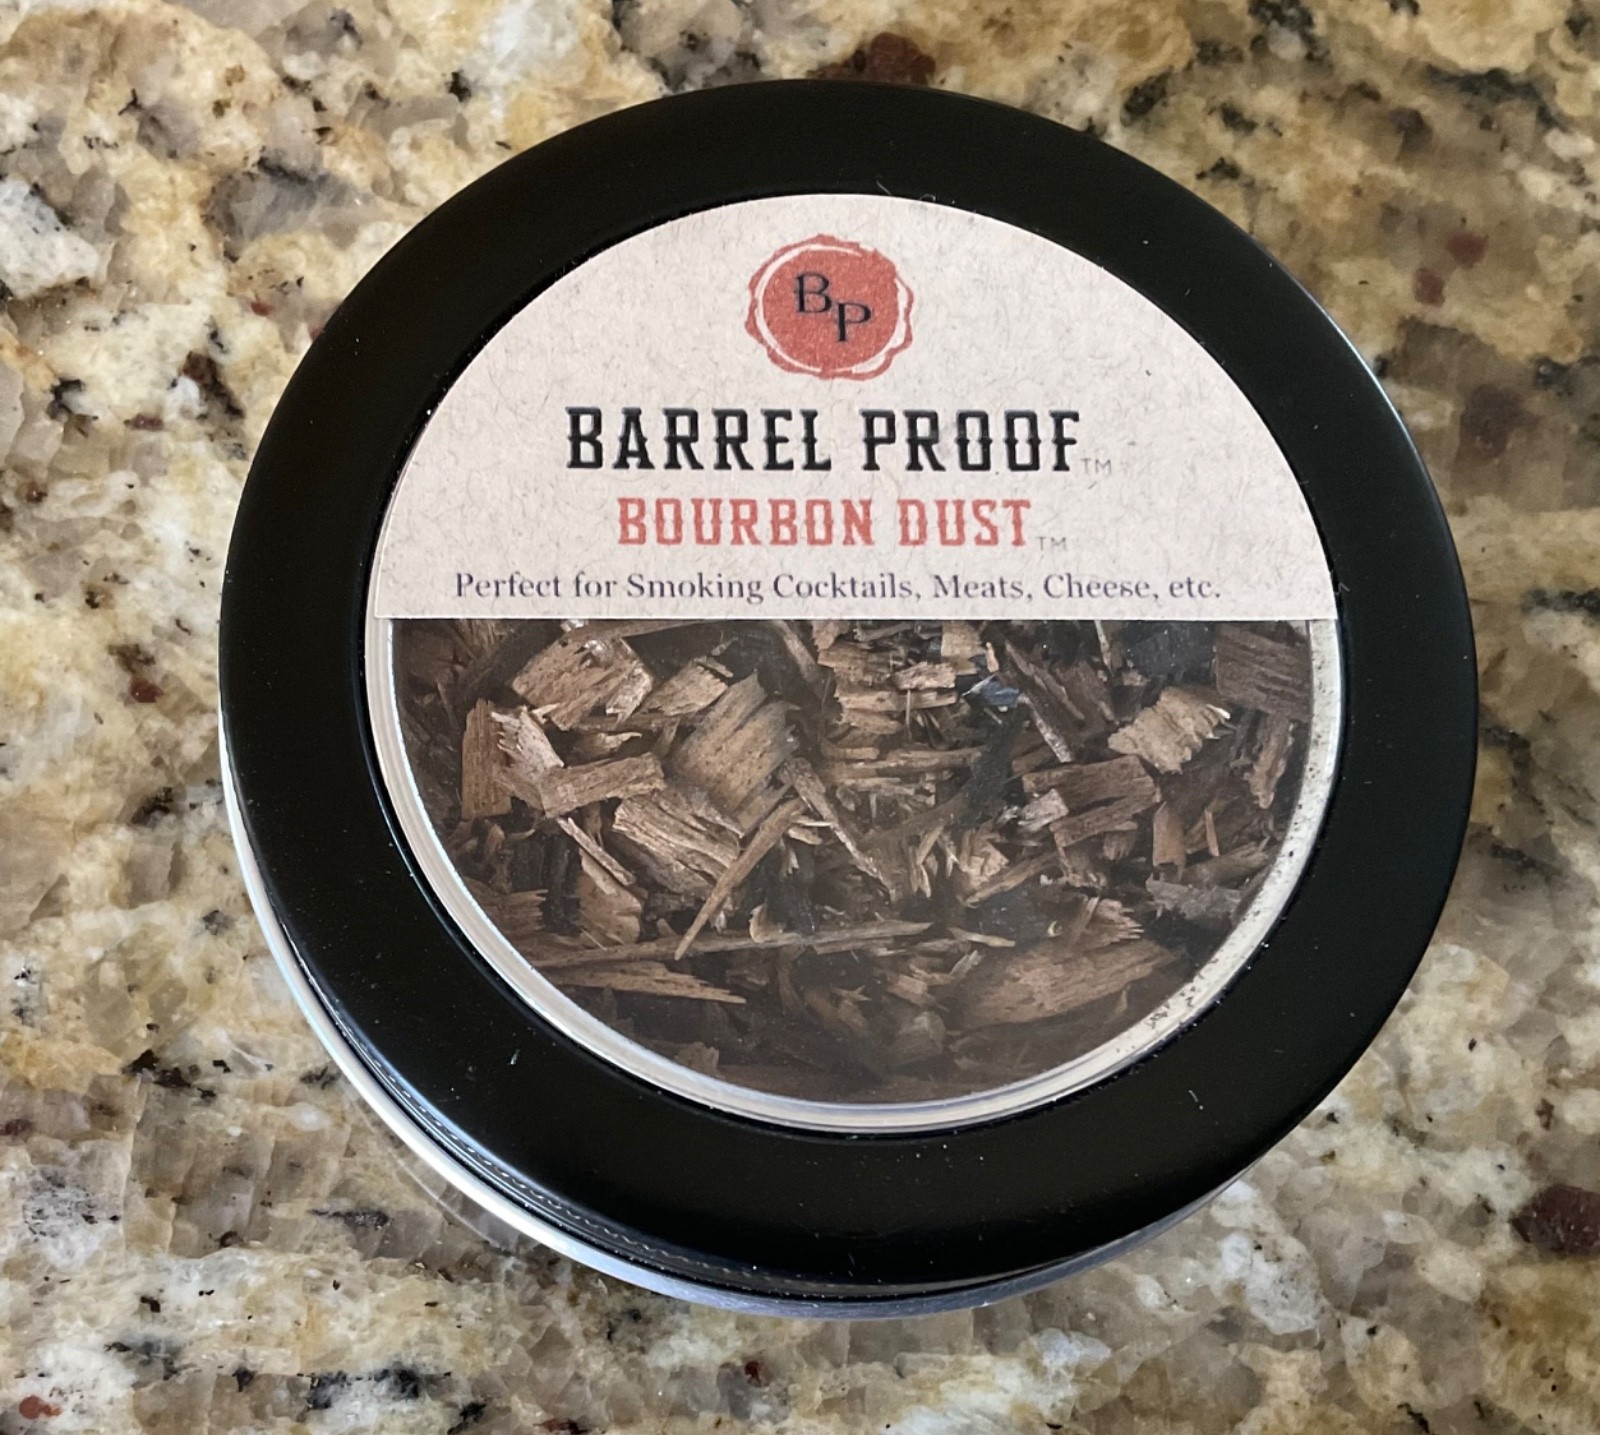 BP
BARREL PROOF™
BOURBON DUST™
Perfect for Smoking Cocktails, Meats, Cheese, etc.